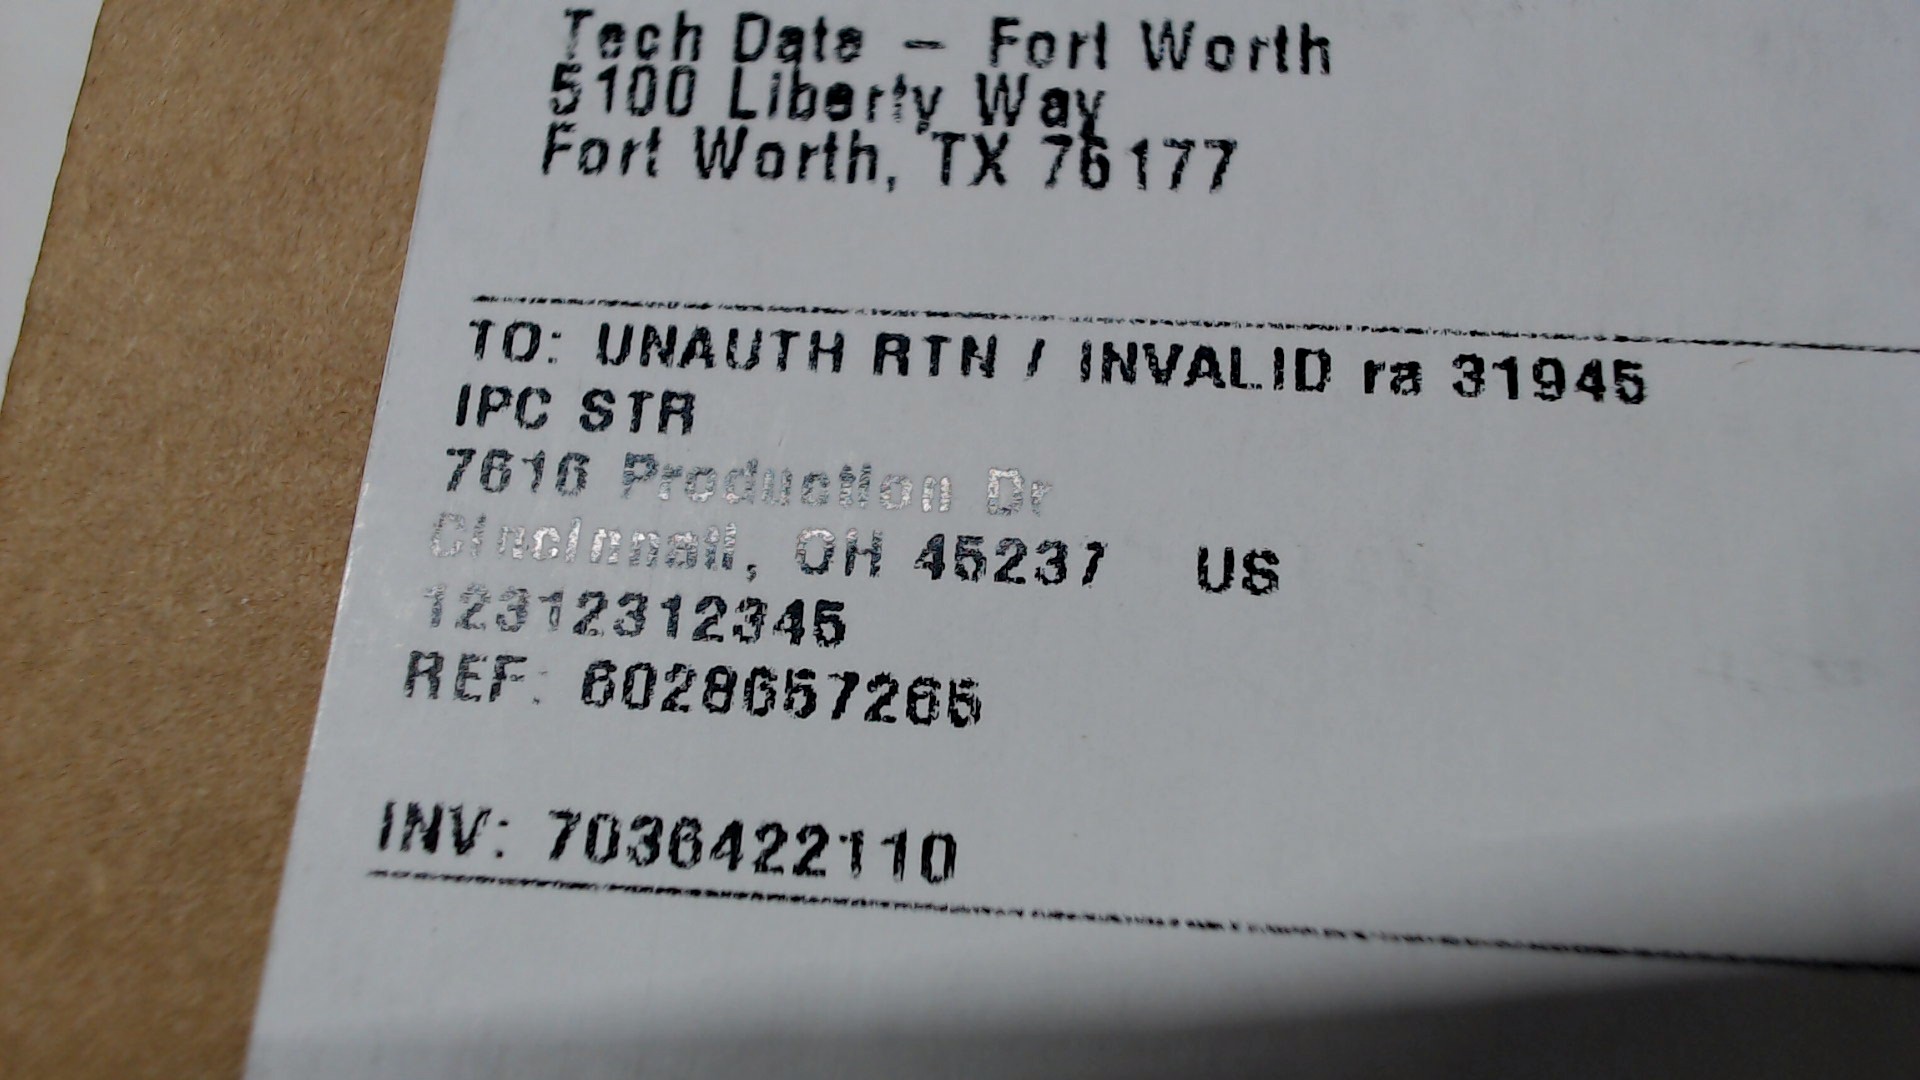 Tech Data - Fort Worth
5100 Liberty Way
Fort Worth, TX 76177
TO: UNAUTH RTN / INVALID ra 31945
IPC STR
7616 Production Dr
Cincinnati, OH 45237 US
12312312345
REF: 6028657265
INV: 7036422110